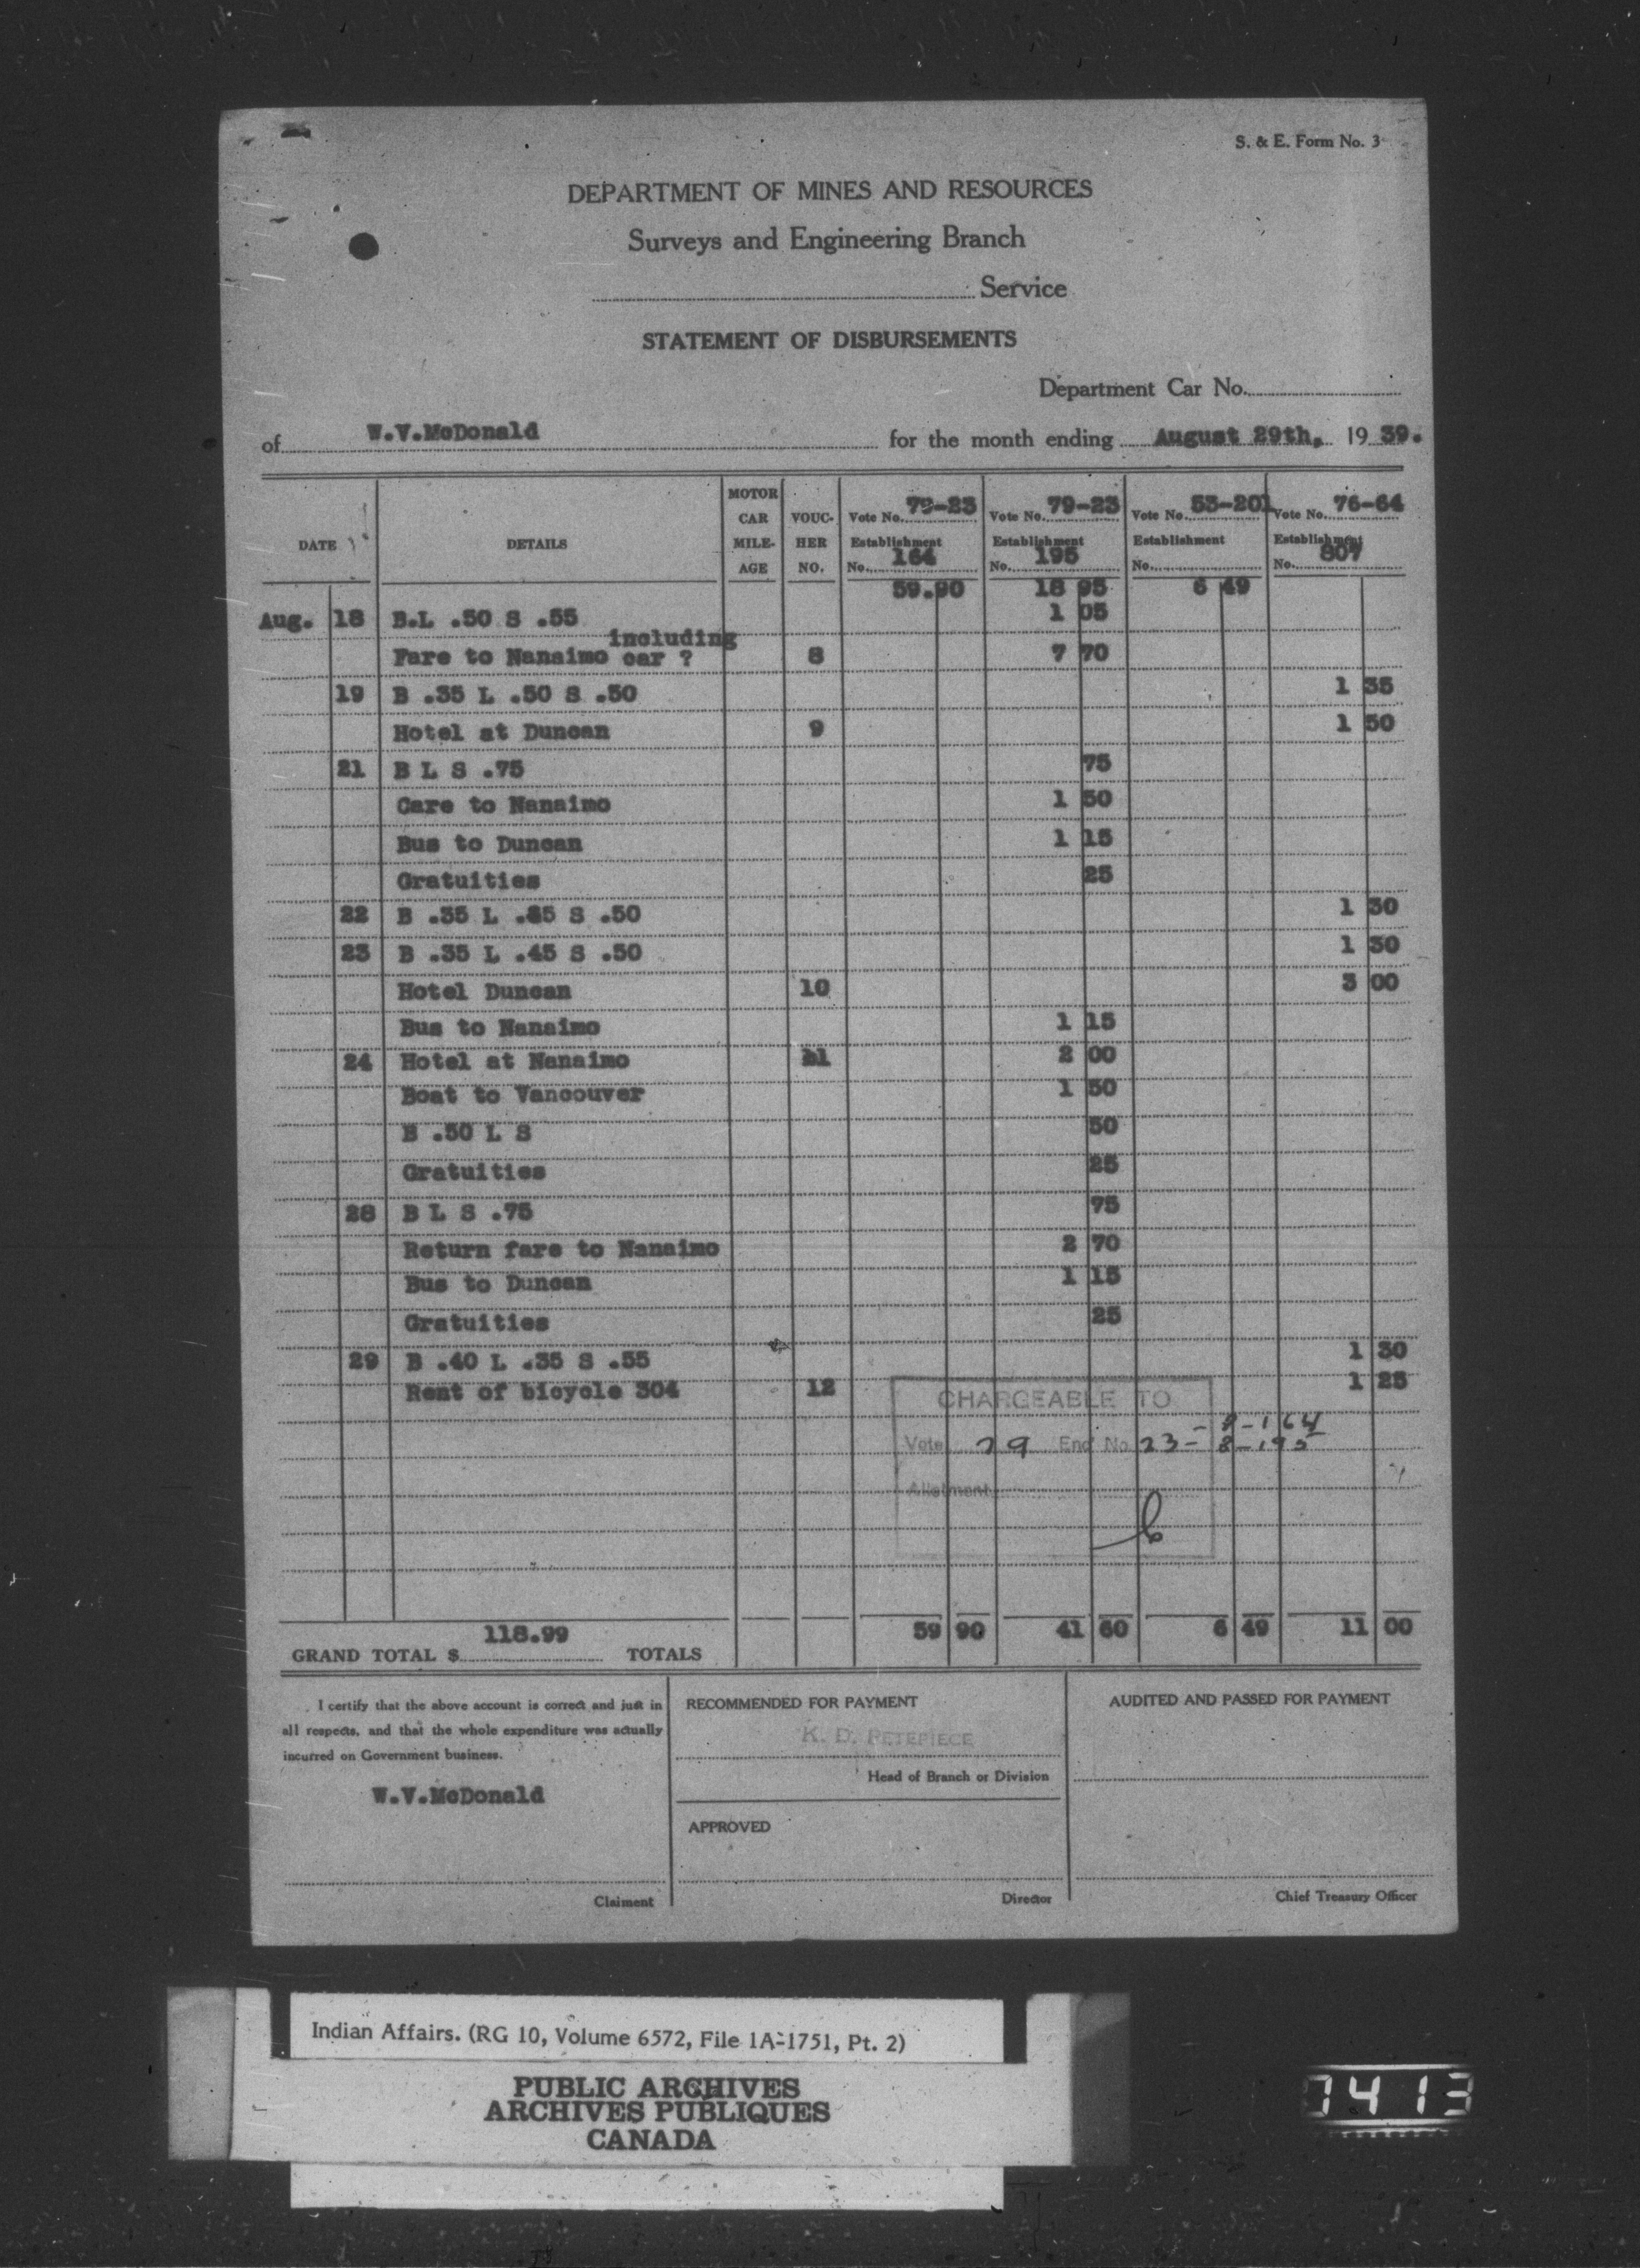 S. & E. Form No. 3
DEPARTMENT OF MINES AND RESOURCES
Surveys and Engineering Branch
Service
STATEMENT OF DISBURSEMENTS
Department Car No.
of W.V.McDonald for the month ending August 29th, 19 39.
DATE DETAILS MOTOR CAR MILE-AGE VOUC-HER NO. Vote No. 79-23 Establishment No. 164 Vote No. 79-23 Establishment No. 195 Vote No. 53-201 Establishment No. Vote No. 76-64 Establishment No. 807
59.90 18 95 6 49
Aug. 18 B.L .50 S .55 1 05
including
Fare to Nanaimo car ? 8 7 70
19 B .35 L .50 S .50 1 35
Hotel at Duncan 9 1 50
21 B L S .75 75
Care to Nanaimo 1 50
Bus to Duncan 1 15
Gratuities 25
22 B .35 L .45 S .50 1 30
23 B .35 L .45 S .50 1 30
Hotel Duncan 10 3 00
Bus to Nanaimo 1 15
24 Hotel at Nanaimo 11 2 00
Boat to Vancouver 1 50
B .50 L S 50
Gratuities 25
28 B L S .75 75
Return fare to Nanaimo 2 70
Bus to Duncan 1 15
Gratuities 25
29 B .40 L .35 S .55 1 30
Rent of bicycle 304 12 1 25
CHARGEABLE TO
- 8-164
Vote 79 End No. 23- 8-195
Allotment
118.99 59 90 41 60 6 49 11 00
GRAND TOTAL $ TOTALS
I certify that the above account is correct and just in
all respects, and that the whole expenditure was actually
incurred on Government business.
W.V.McDonald
Claiment
RECOMMENDED FOR PAYMENT
K. D. PETEPIECE
Head of Branch or Division
APPROVED
Director
AUDITED AND PASSED FOR PAYMENT
Chief Treasury Officer
Indian Affairs. (RG 10, Volume 6572, File 1A-1751, Pt. 2)
PUBLIC ARCHIVES
ARCHIVES PUBLIQUES
CANADA
7413